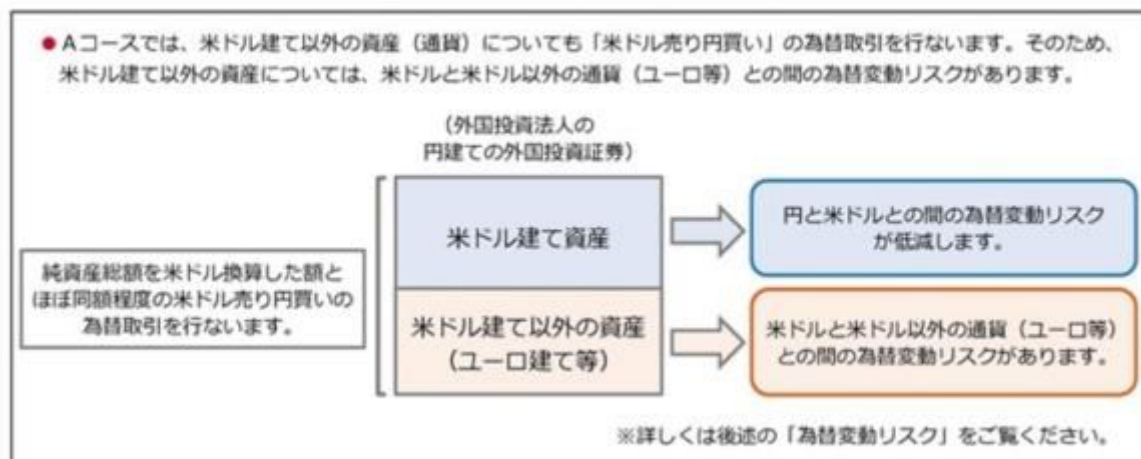 ● Aコースでは、米ドル建て以外の資産(通貨)についても「米ドル売り円買い」の為替取引を行ないます。そのため、
米ドル建て以外の資産については、米ドルと米ドル以外の通貨(ユーロ等)との間の為替変動リスクがあります。
(外国投資法人の
円建ての外国投資証券)
純資産総額を米ドル換算した額と
ほぼ同額程度の米ドル売り円買いの
為替取引を行ないます。
米ドル建て資産
円と米ドルとの間の為替変動リスク
が低減します。
米ドル建て以外の資産
(ユーロ建て等)
米ドルと米ドル以外の通貨(ユーロ等)
との間の為替変動リスクがあります。
※詳しくは後述の「為替変動リスク」をご覧ください。